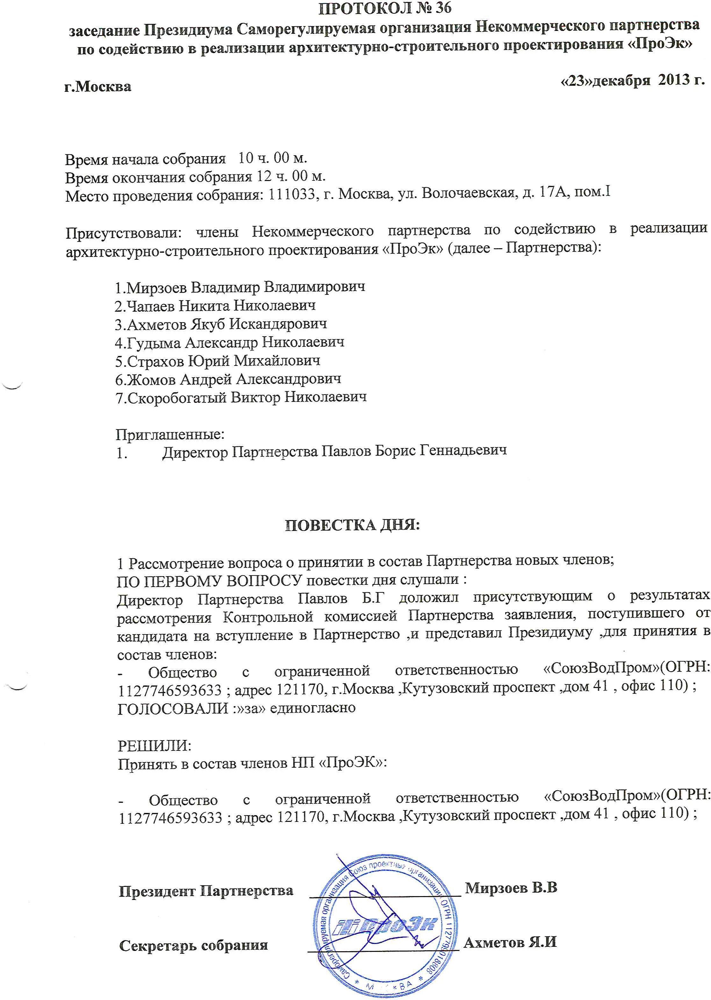 ПРОТОКОЛ № 36
заседание Президиума Саморегулируемая организация Некоммерческого партнерства
по содействию в реализации архитектурно-строительного проектирования «ПроЭк»
г.Москва «23»декабря 2013 г.
Время начала собрания 10 ч. 00 м.
Время окончания собрания 12 ч. 00 м.
Место проведения собрания: 111033, г. Москва, ул. Волочаевская, д. 17А, пом.I
Присутствовали: члены Некоммерческого партнерства по содействию в реализации
архитектурно-строительного проектирования «ПроЭк» (далее – Партнерства):
1.Мирзоев Владимир Владимирович
2.Чапаев Никита Николаевич
3.Ахметов Якуб Искандярович
4.Гудыма Александр Николаевич
5.Страхов Юрий Михайлович
6.Жомов Андрей Александрович
7.Скоробогатый Виктор Николаевич
Приглашенные:
1. Директор Партнерства Павлов Борис Геннадьевич
ПОВЕСТКА ДНЯ:
1 Рассмотрение вопроса о принятии в состав Партнерства новых членов;
ПО ПЕРВОМУ ВОПРОСУ повестки дня слушали :
Директор Партнерства Павлов Б.Г доложил присутствующим о результатах
рассмотрения Контрольной комиссией Партнерства заявления, поступившего от
кандидата на вступление в Партнерство ,и представил Президиуму ,для принятия в
состав членов:
- Общество с ограниченной ответственностью «СоюзВодПром»(ОГРН:
1127746593633 ; адрес 121170, г.Москва ,Кутузовский проспект ,дом 41 , офис 110) ;
ГОЛОСОВАЛИ :»за» единогласно
РЕШИЛИ:
Принять в состав членов НП «ПроЭК»:
- Общество с ограниченной ответственностью «СоюзВодПром»(ОГРН:
1127746593633 ; адрес 121170, г.Москва ,Кутузовский проспект ,дом 41 , офис 110) ;
Президент Партнерства Мирзоев В.В
Секретарь собрания Ахметов Я.И
Саморегулируемая организация Союз проектных организаций ОГРН 1127799018808
ПроЭк